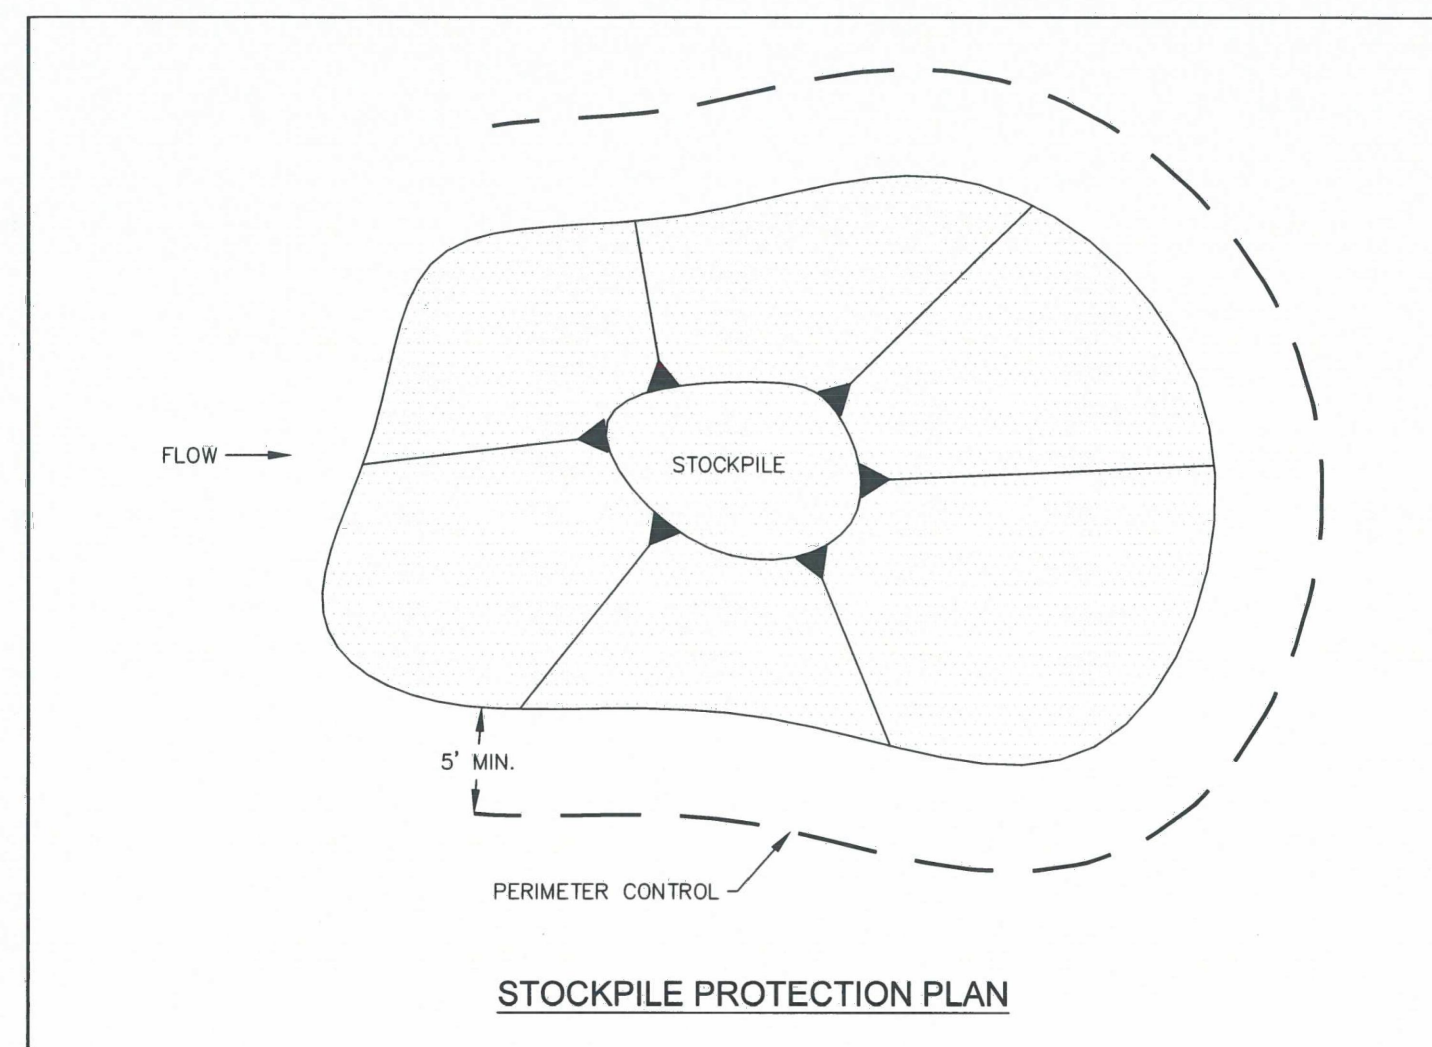 FLOW
STOCKPILE
5' MIN.
PERIMETER CONTROL
STOCKPILE PROTECTION PLAN